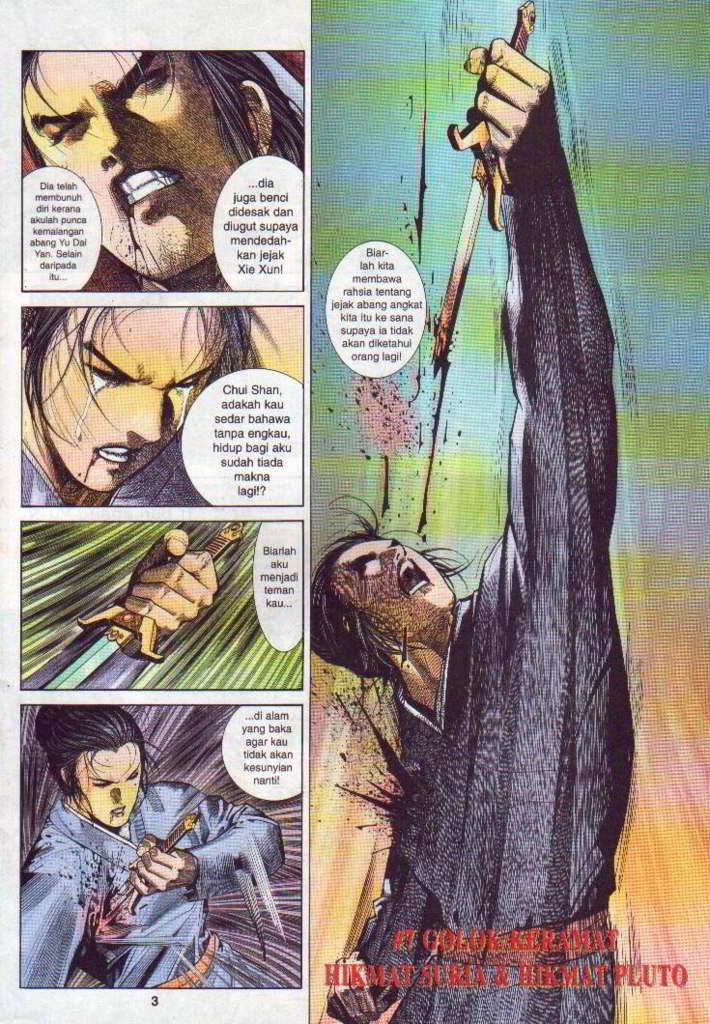 Dia telah
membunuh
diri kerana
akulah punca
kemalangan
abang Yu Dai
Yan. Selain
daripada
itu...
...dia
juga benci
didesak dan
diugut supaya
mendedah-
kan jejak
Xie Xun!
Chui Shan,
adakah kau
sedar bahawa
tanpa engkau,
hidup bagi aku
sudah tiada
makna
lagi!?
Biarlah
aku
menjadi
teman
kau...
...di alam
yang baka
agar kau
tidak akan
kesunyian
nanti!
Biar-
lah kita
membawa
rahsia tentang
jejak abang angkat
kita itu ke sana
supaya ia tidak
akan diketahui
orang lagi!
#7 GOLOK KERAMAT
HIKMAT SURIA & HIKMAT PLUTO
3